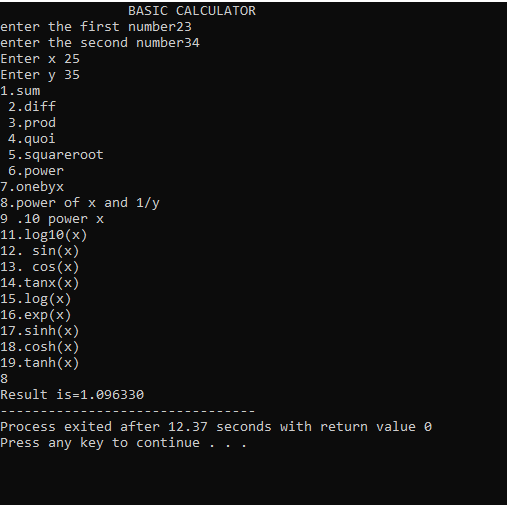 BASIC CALCULATOR
enter the first number23
enter the second number34
Enter x 25
Enter y 35
1.sum
2.diff
3.prod
4.quoi
5.squareroot
6.power
7.onebyx
8.power of x and 1/y
9 .10 power x
11.log10(x)
12. sin(x)
13. cos(x)
14.tanx(x)
15.log(x)
16.exp(x)
17.sinh(x)
18.cosh(x)
19.tanh(x)
8
Result is=1.096330
--------------------------------
Process exited after 12.37 seconds with return value 0
Press any key to continue . . .